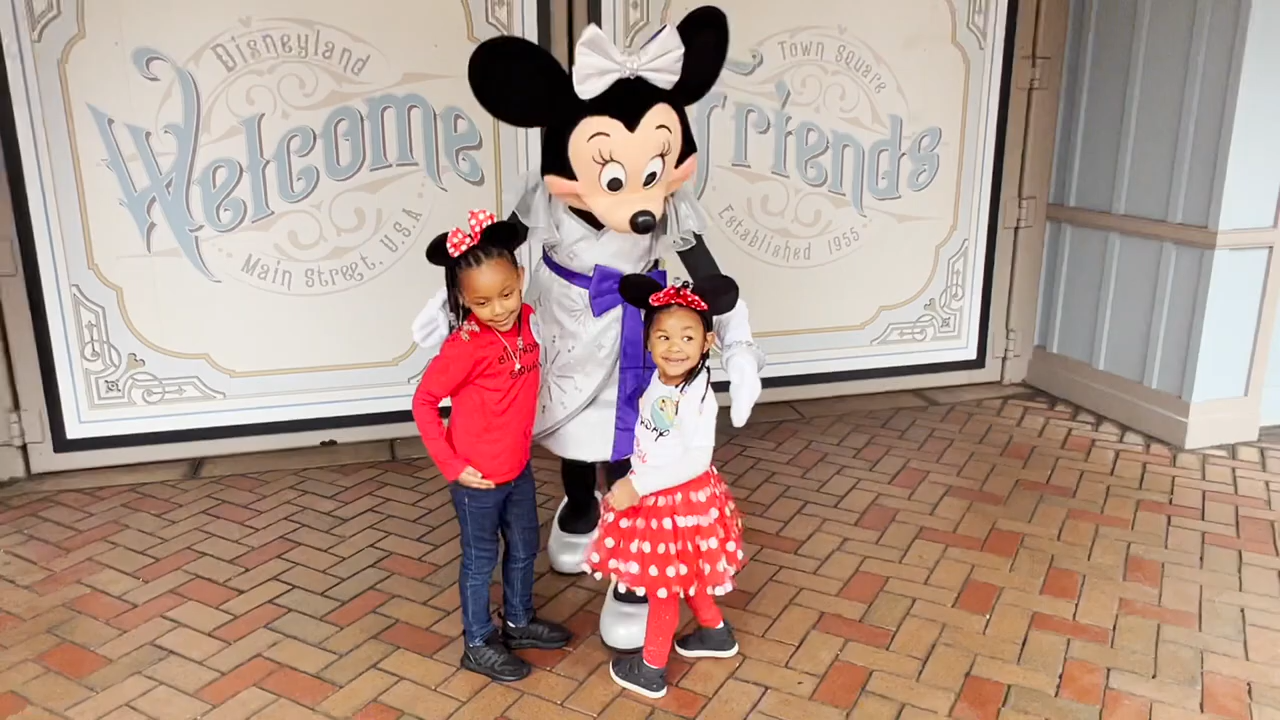 Disneyland
Welcome
Main Street, U.S.A
Town Square
Friends
Established 1955